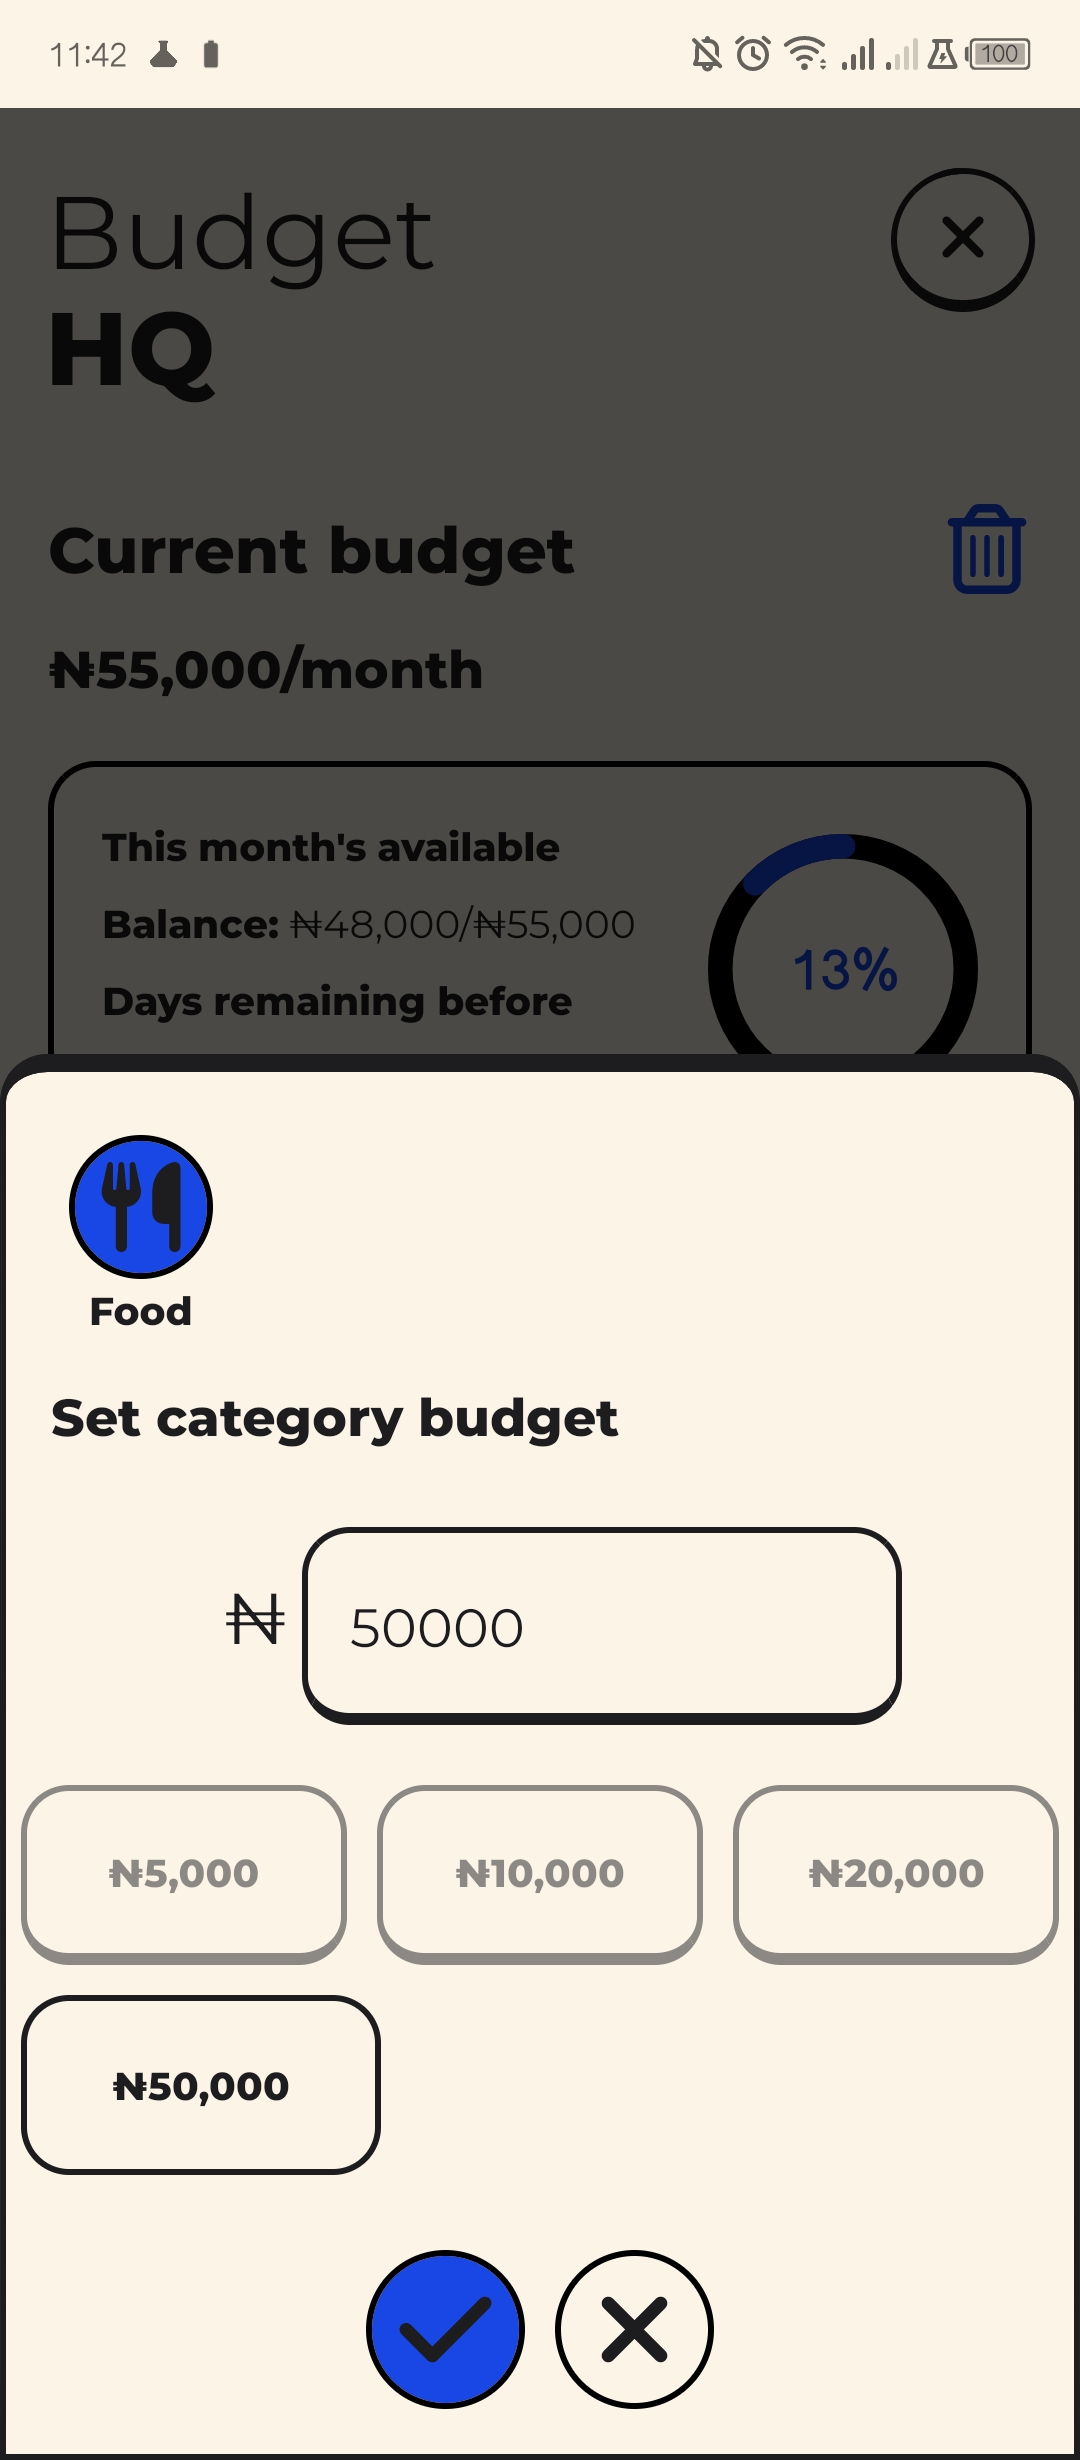 11:42
100
Budget
HQ
Current budget
₦55,000/month
This month's available
Balance: ₦48,000/₦55,000
Days remaining before
13%
Food
Set category budget
₦ 50000
₦5,000
₦10,000
₦20,000
₦50,000